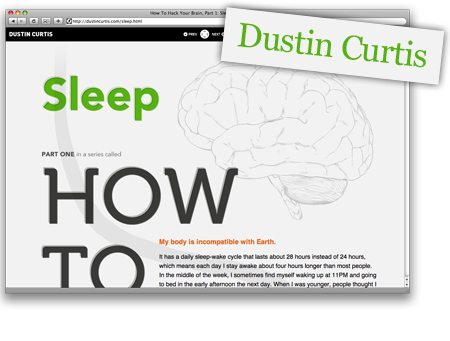 How To Hack Your Brain, Part 1: Sle
http://dustincurtis.com/sleep.html
DUSTIN CURTIS
PREV
NEXT
Dustin Curtis
Sleep
PART ONE in a series called
HOW
TO
My body is incompatible with Earth.
It has a daily sleep-wake cycle that lasts about 28 hours instead of 24 hours,
which means each day I stay awake about four hours longer than most people.
In the middle of the week, I sometimes find myself waking up at 11PM and going
to bed in the early afternoon the next day. When I was younger, people thought I